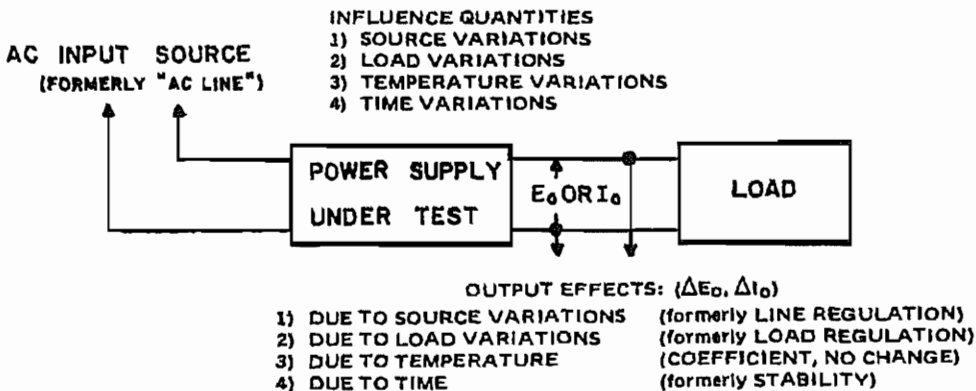 INFLUENCE QUANTITIES
1) SOURCE VARIATIONS
2) LOAD VARIATIONS
3) TEMPERATURE VARIATIONS
4) TIME VARIATIONS
AC INPUT SOURCE
(FORMERLY "AC LINE")
POWER SUPPLY
UNDER TEST
E₀ OR I₀
LOAD
OUTPUT EFFECTS: (ΔE₀, ΔI₀)
1) DUE TO SOURCE VARIATIONS (formerly LINE REGULATION)
2) DUE TO LOAD VARIATIONS (formerly LOAD REGULATION)
3) DUE TO TEMPERATURE (COEFFICIENT, NO CHANGE)
4) DUE TO TIME (formerly STABILITY)